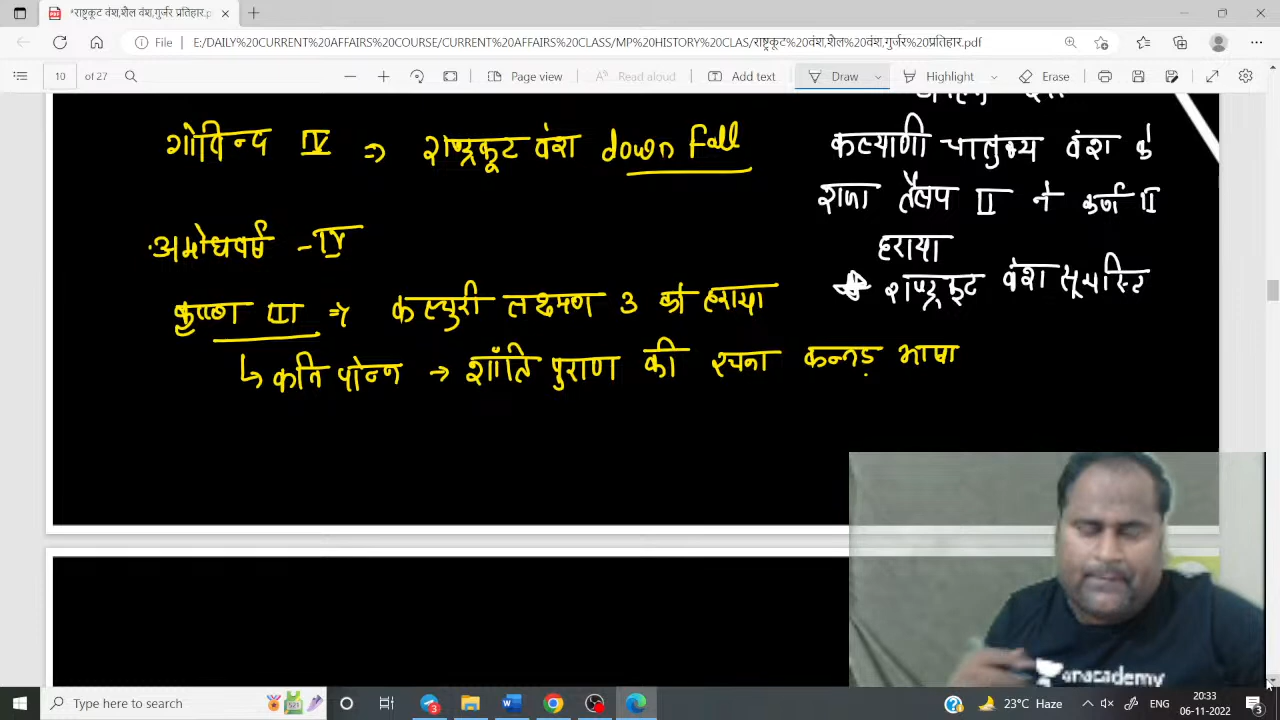 *राष्ट्रकूट वंश,शैल वंश,गुर्जर प्रतिहार.
File
E:/DAILY%20CURRENT%20AFFAIRS%20COURSE/CURRENT%20AFFAIRS%20CLASS/MP%20HISTORY%20CLAS/राष्ट्रकूट%20वंश,शैल%20वंश,गुर्जर%20प्रतिहार.pdf
10 of 27
Page view
Read aloud
Add text
Draw
Highlight
Erase
गोविन्द IV ⇒ राष्ट्रकूट वंश down Fall
अमोघवर्ष - IV
कृष्ण III ⇒ कल्चुरी लक्ष्मण 3 को हराया
↳ कवि पोन्न → शांति पुराण की रचना कन्नड़ भाषा
कल्याणी चालुक्य वंश के
राजा तैलप II ने कर्क II
हराया
राष्ट्रकूट वंश सूर्यास्त
unacademy
Type here to search
23°C Haze
ENG
20:33
06-11-2022
3